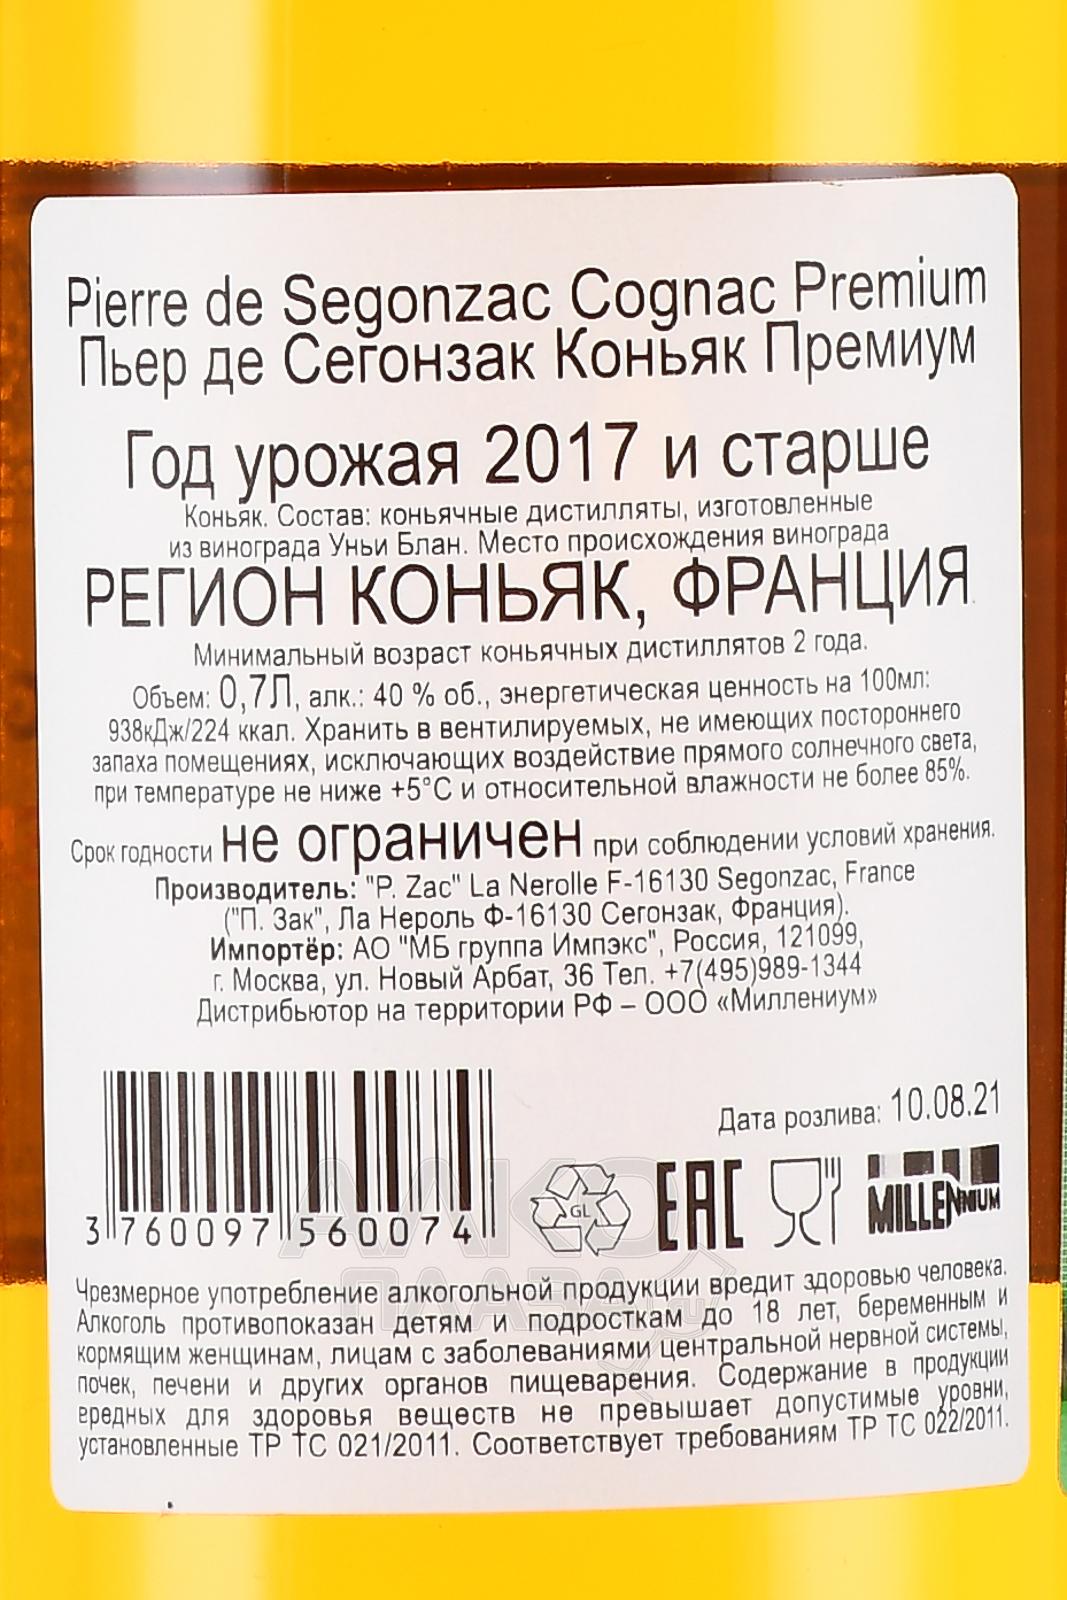 Pierre de Segonzac Cognac Premium
Пьер де Сегонзак Коньяк Премиум
Год урожая 2017 и старше
Коньяк. Состав: коньячные дистилляты, изготовленные
из винограда Уньи Блан. Место происхождения винограда
РЕГИОН КОНЬЯК, ФРАНЦИЯ.
Минимальный возраст коньячных дистиллятов 2 года.
Объем: 0,7Л, алк.: 40 % об., энергетическая ценность на 100мл:
938кДж/224 ккал. Хранить в вентилируемых, не имеющих постороннего
запаха помещениях, исключающих воздействие прямого солнечного света,
при температуре не ниже +5°C и относительной влажности не более 85%.
Срок годности не ограничен при соблюдении условий хранения.
Производитель: "P. Zac" La Nerolle F-16130 Segonzac, France
("П. Зак", Ла Нероль Ф-16130 Сегонзак, Франция).
Импортёр: АО "МБ группа Импэкс", Россия, 121099,
г. Москва, ул. Новый Арбат, 36 Тел. +7(495)989-1344
Дистрибьютор на территории РФ – ООО «Миллениум»
Дата розлива: 10.08.21
3 760097 560074
GL
EAC
MILLENNIUM
АЛКО
ПЛАЗА.ru
Чрезмерное употребление алкогольной продукции вредит здоровью человека.
Алкоголь противопоказан детям и подросткам до 18 лет, беременным и
кормящим женщинам, лицам с заболеваниями центральной нервной системы,
почек, печени и других органов пищеварения. Содержание в продукции
вредных для здоровья веществ не превышает допустимые уровни,
установленные ТР ТС 021/2011. Соответствует требованиям ТР ТС 022/2011.